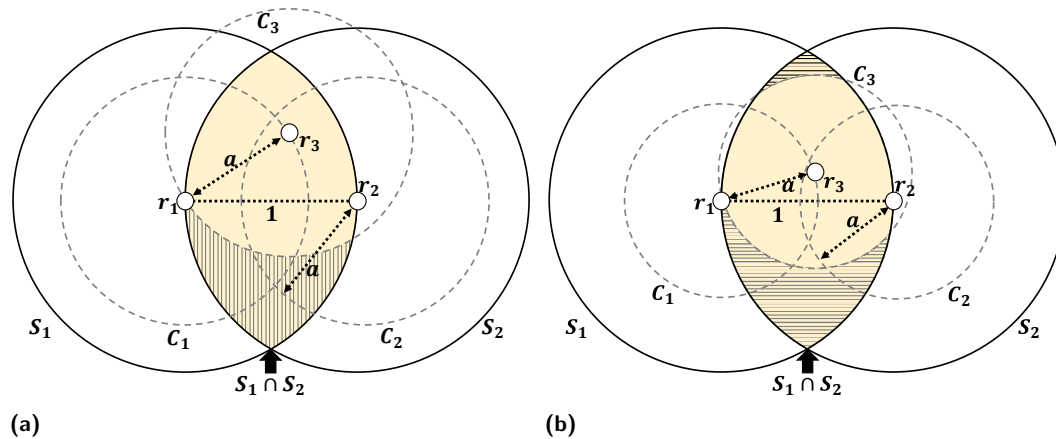 C₃
r₃
a
r₁
r₂
1
a
S₁
C₁
C₂
S₂
S₁ ∩ S₂
(a)
C₃
r₃
a
r₁
r₂
1
a
C₁
C₂
S₁
S₂
S₁ ∩ S₂
(b)